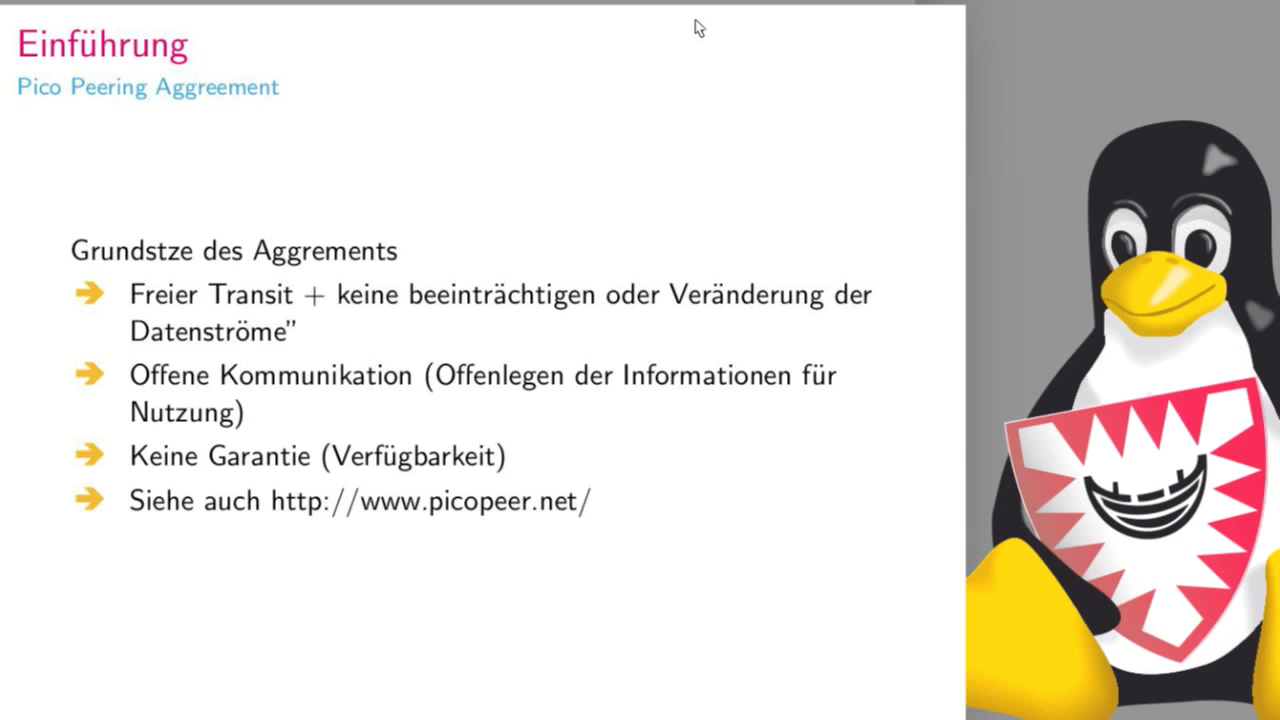 Einführung
Pico Peering Aggreement
Grundstze des Aggrements
Freier Transit + keine beeinträchtigen oder Veränderung der
Datenströme”
Offene Kommunikation (Offenlegen der Informationen für
Nutzung)
Keine Garantie (Verfügbarkeit)
Siehe auch http://www.picopeer.net/